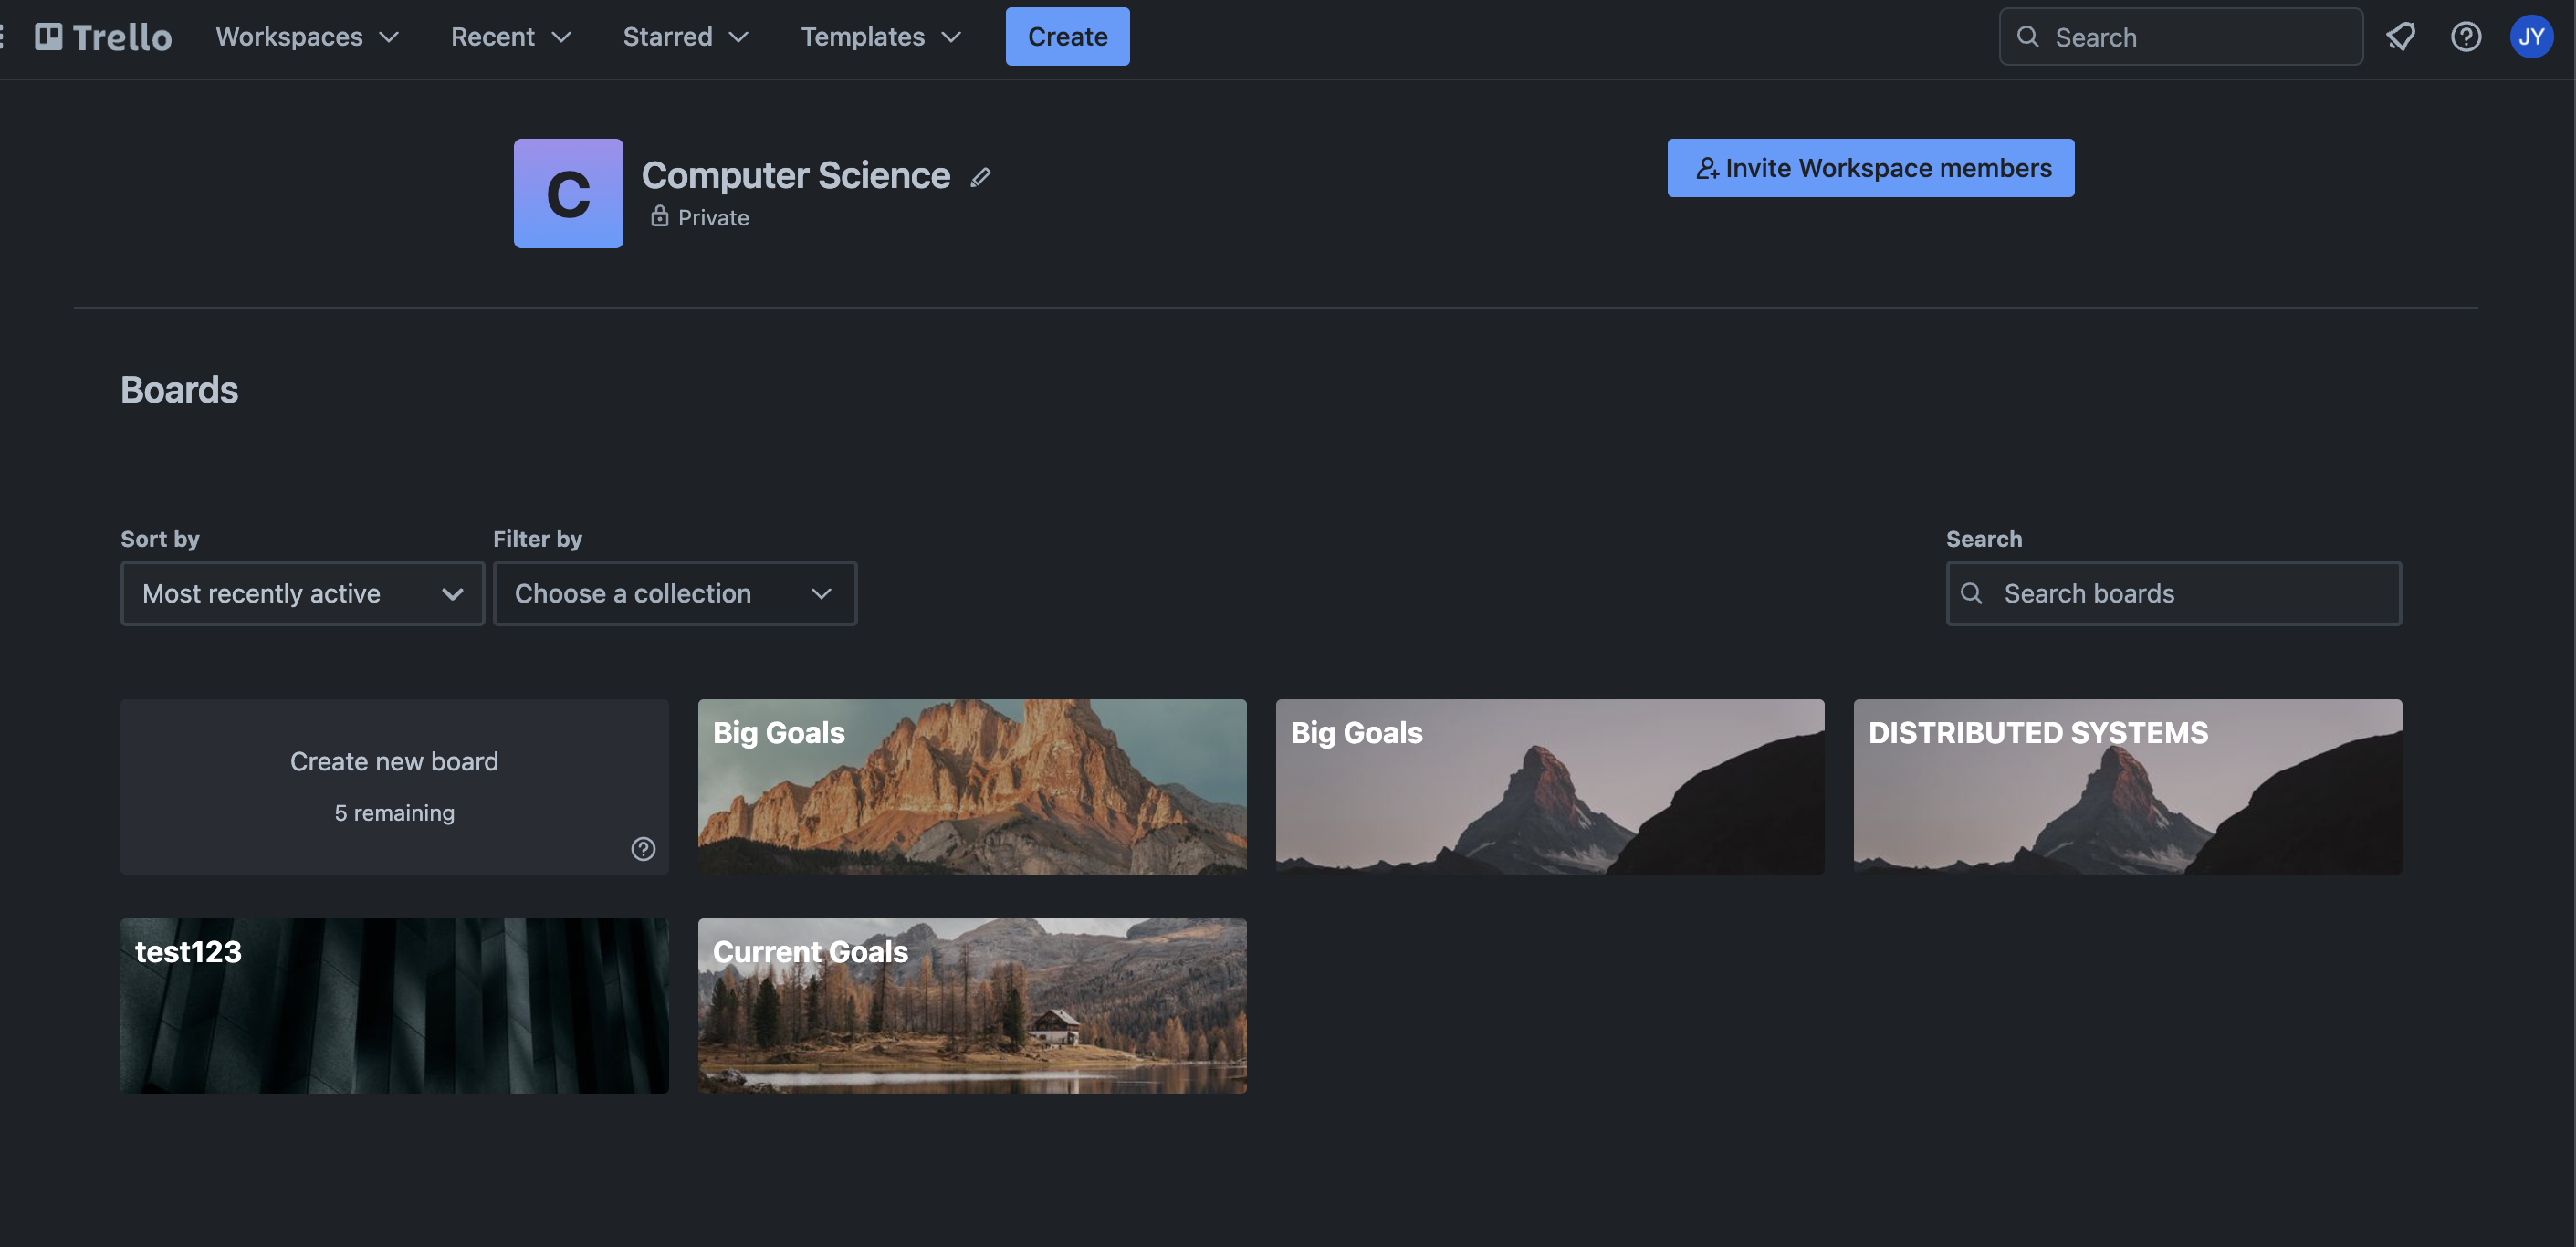 Trello Workspaces Recent Starred Templates Create Search JY
C
Computer Science
Private
Invite Workspace members
Boards
Sort by Filter by Search
Most recently active Choose a collection Search boards
Create new board
5 remaining
Big Goals
Big Goals
DISTRIBUTED SYSTEMS
test123
Current Goals